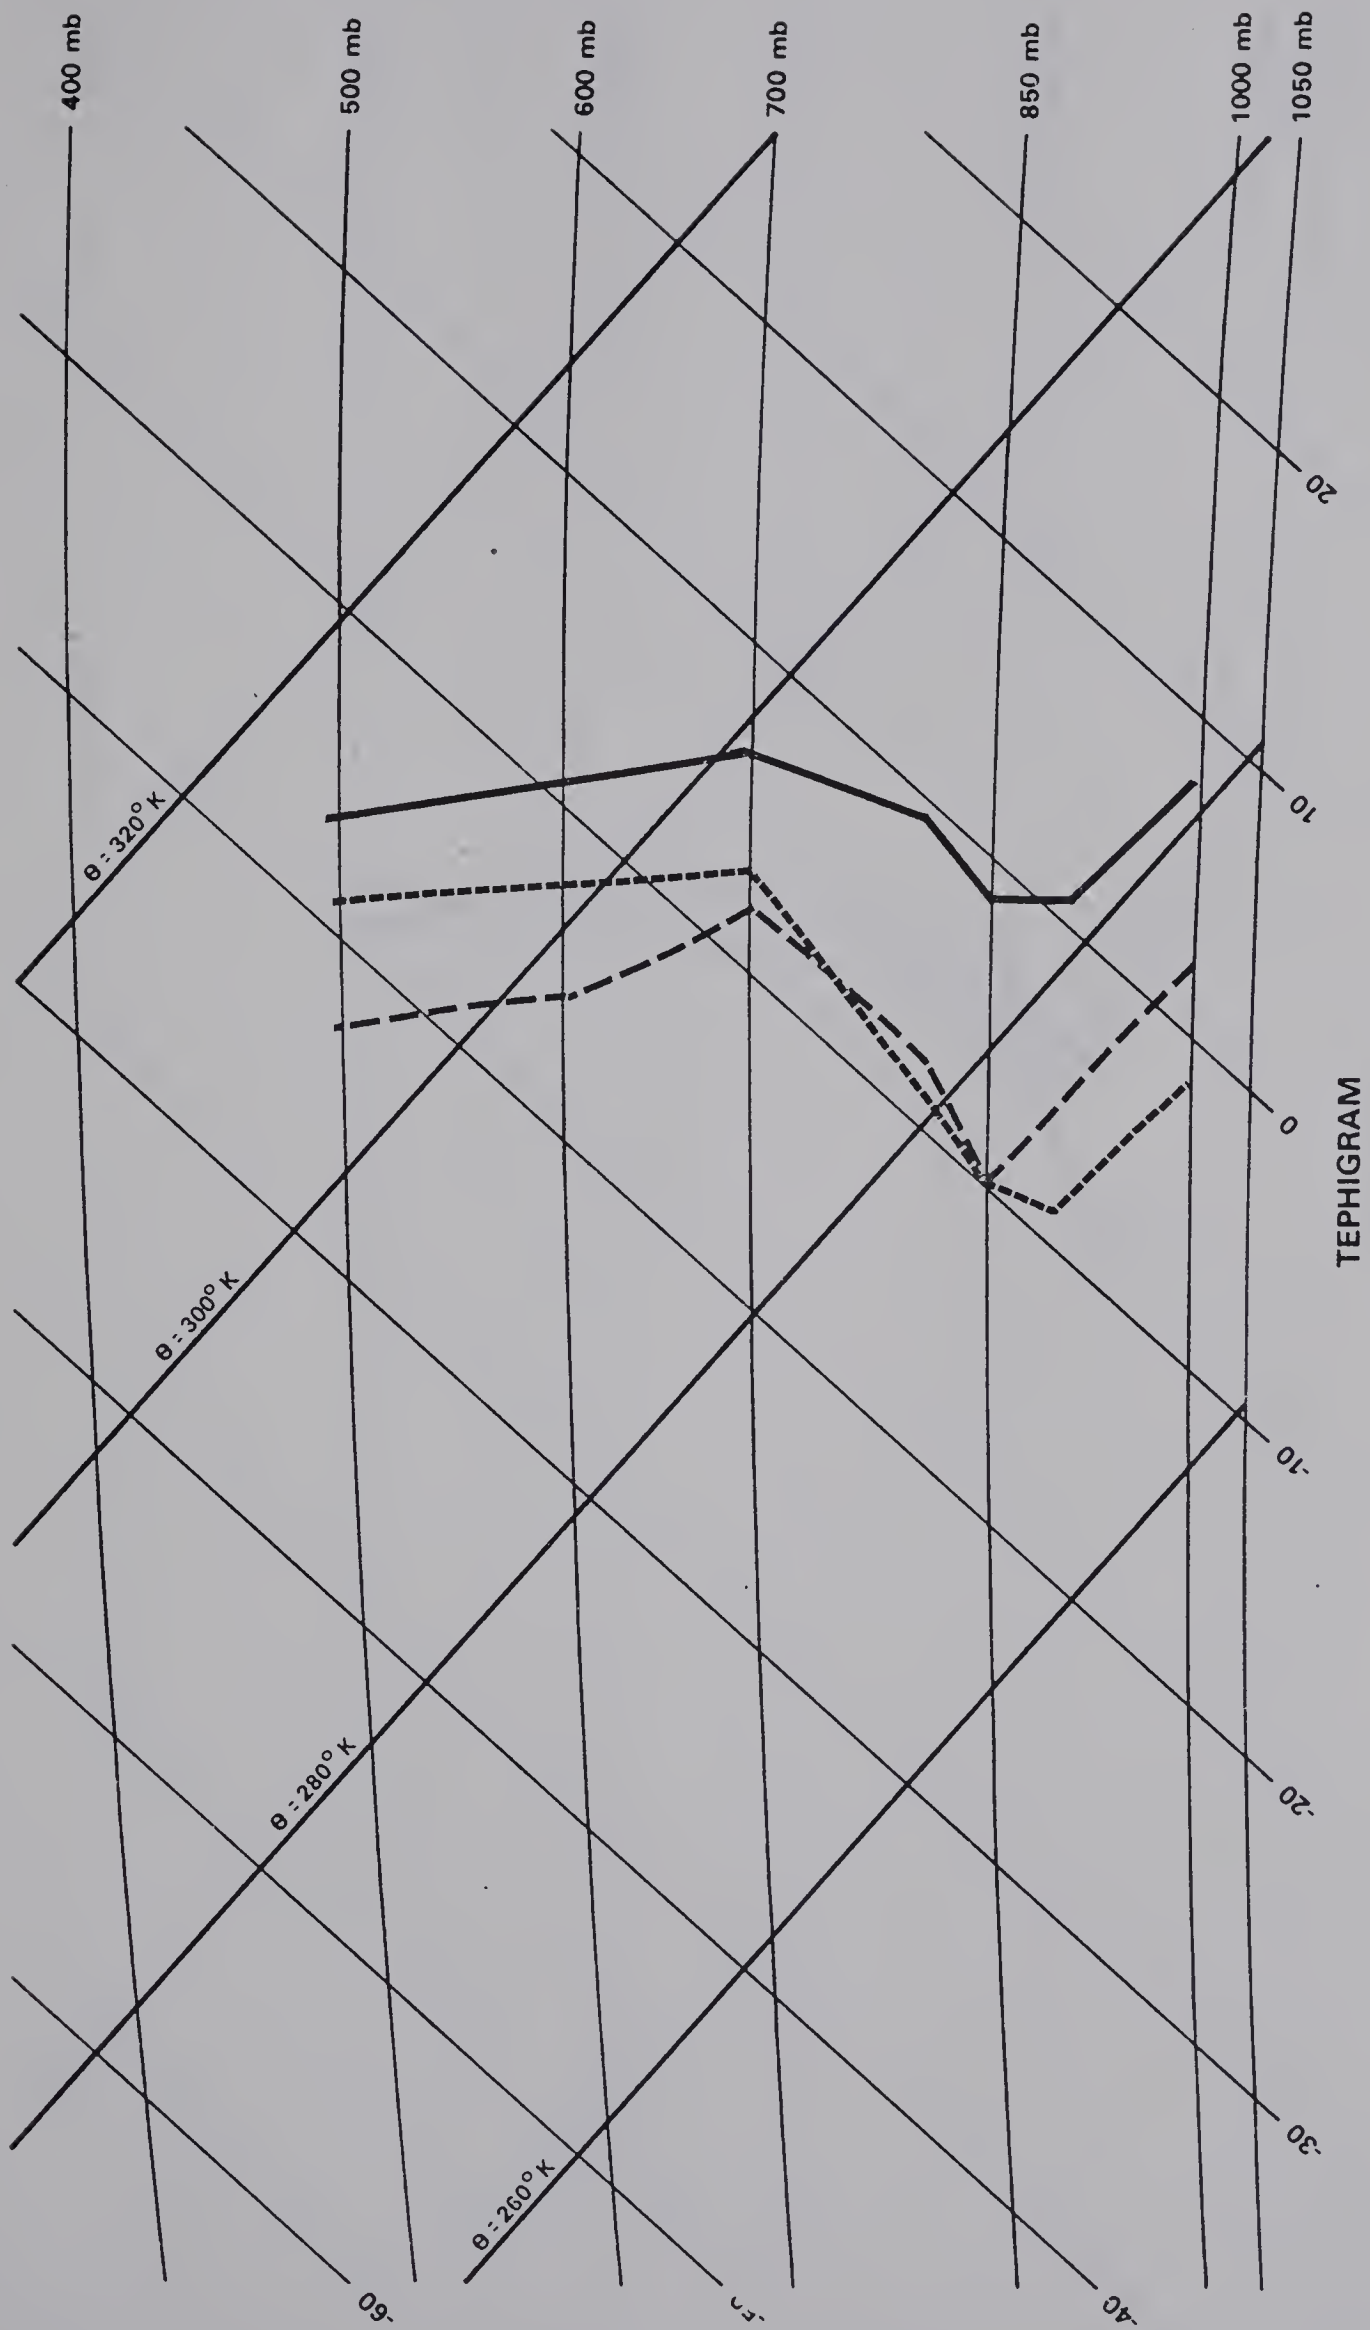 400 mb
500 mb
600 mb
700 mb
850 mb
1000 mb
1050 mb
θ = 320° K
θ = 300° K
θ = 280° K
θ = 260° K
20
10
0
-10
-20
-30
-40
-60
TEPHIGRAM